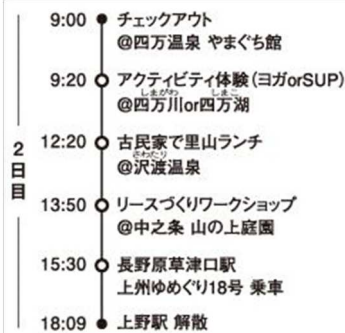 2日目
9:00 チェックアウト
@四万温泉 やまぐち館
9:20 アクティビティ体験(ヨガorSUP)
しまがわ しまこ
@四万川or四万湖
12:20 古民家で里山ランチ
さわたり
@沢渡温泉
13:50 リースづくりワークショップ
@中之条 山の上庭園
15:30 長野原草津口駅
上州ゆめぐり18号 乗車
18:09 上野駅 解散